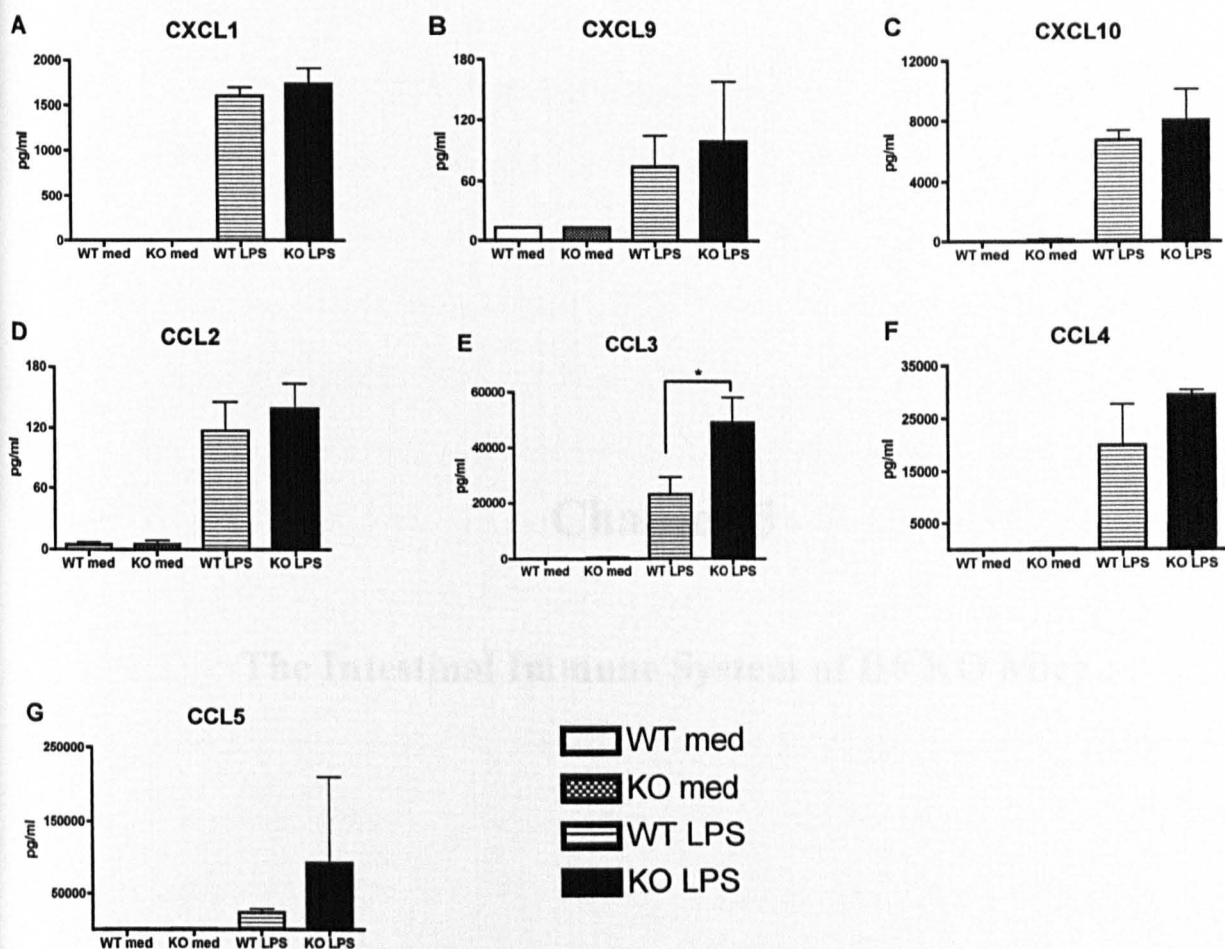 A CXCL1
2000
1500
1000
500
0
pg/ml
WT med KO med WT LPS KO LPS
B CXCL9
180
120
60
0
pg/ml
WT med KO med WT LPS KO LPS
C CXCL10
12000
8000
4000
0
pg/ml
WT med KO med WT LPS KO LPS
D CCL2
180
120
60
0
pg/ml
WT med KO med WT LPS KO LPS
E CCL3
60000
40000
20000
0
pg/ml
*
WT med KO med WT LPS KO LPS
F CCL4
35000
25000
15000
5000
pg/ml
WT med KO med WT LPS KO LPS
The Intestinal Immune System of KO Mice
G CCL5
250000
150000
50000
pg/ml
WT med KO med WT LPS KO LPS
WT med
KO med
WT LPS
KO LPS